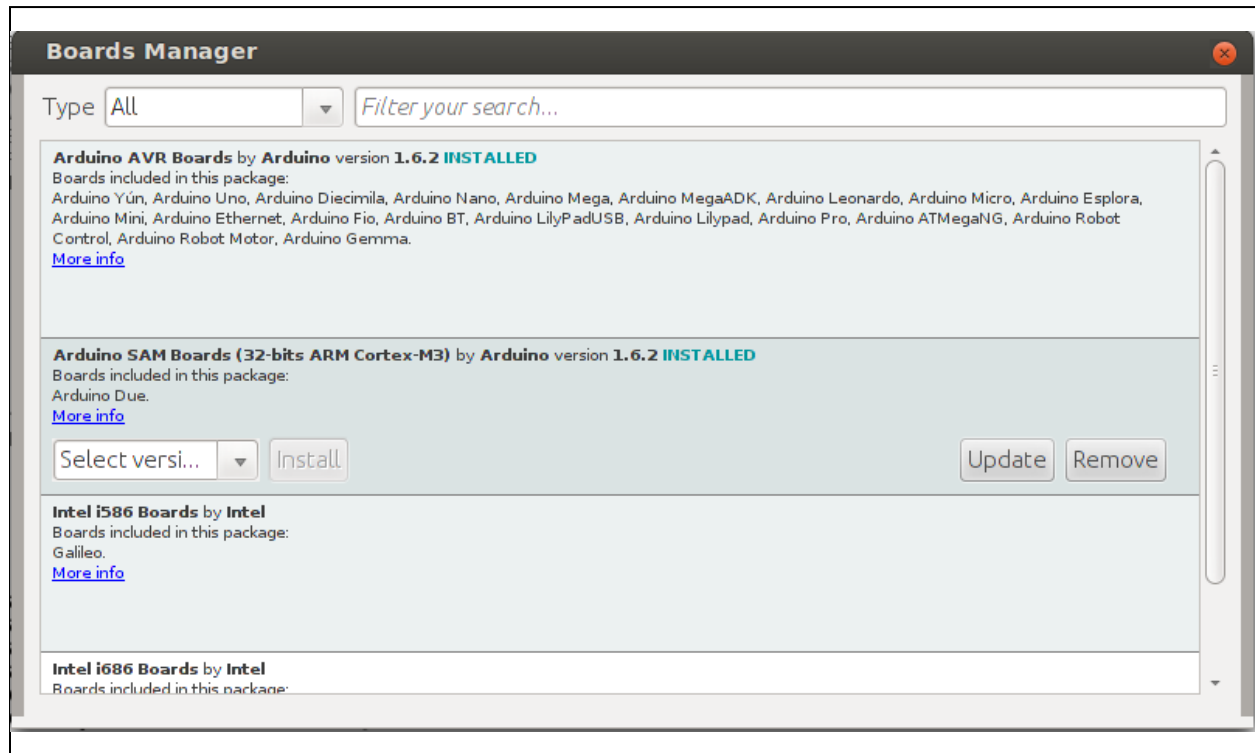 Boards Manager
Type All Filter your search...
Arduino AVR Boards by Arduino version 1.6.2 INSTALLED
Boards included in this package:
Arduino Yún, Arduino Uno, Arduino Diecimila, Arduino Nano, Arduino Mega, Arduino MegaADK, Arduino Leonardo, Arduino Micro, Arduino Esplora,
Arduino Mini, Arduino Ethernet, Arduino Fio, Arduino BT, Arduino LilyPadUSB, Arduino Lilypad, Arduino Pro, Arduino ATMegaNG, Arduino Robot
Control, Arduino Robot Motor, Arduino Gemma.
More info
Arduino SAM Boards (32-bits ARM Cortex-M3) by Arduino version 1.6.2 INSTALLED
Boards included in this package:
Arduino Due.
More info
Select versi... Install Update Remove
Intel i586 Boards by Intel
Boards included in this package:
Galileo.
More info
Intel i686 Boards by Intel
Boards included in this package: